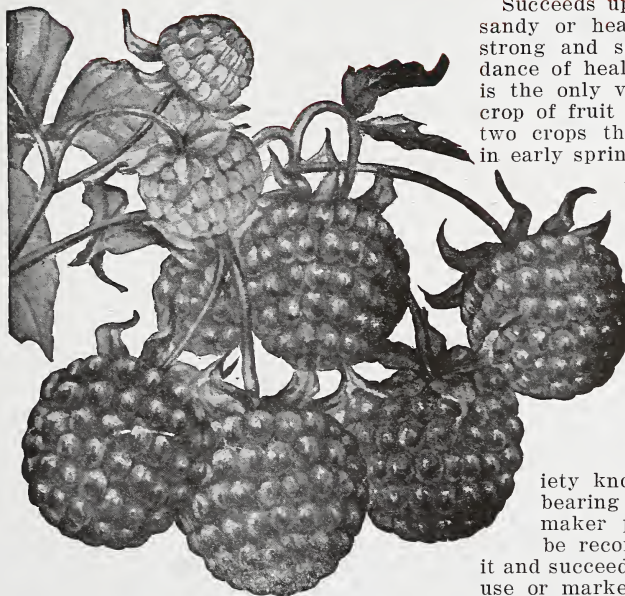 Succeeds up
sandy or hea
strong and s
dance of heal
is the only v
crop of fruit
two crops th
in early sprin
iety kno
bearing
maker p
be recor
it and succeed
use or marke